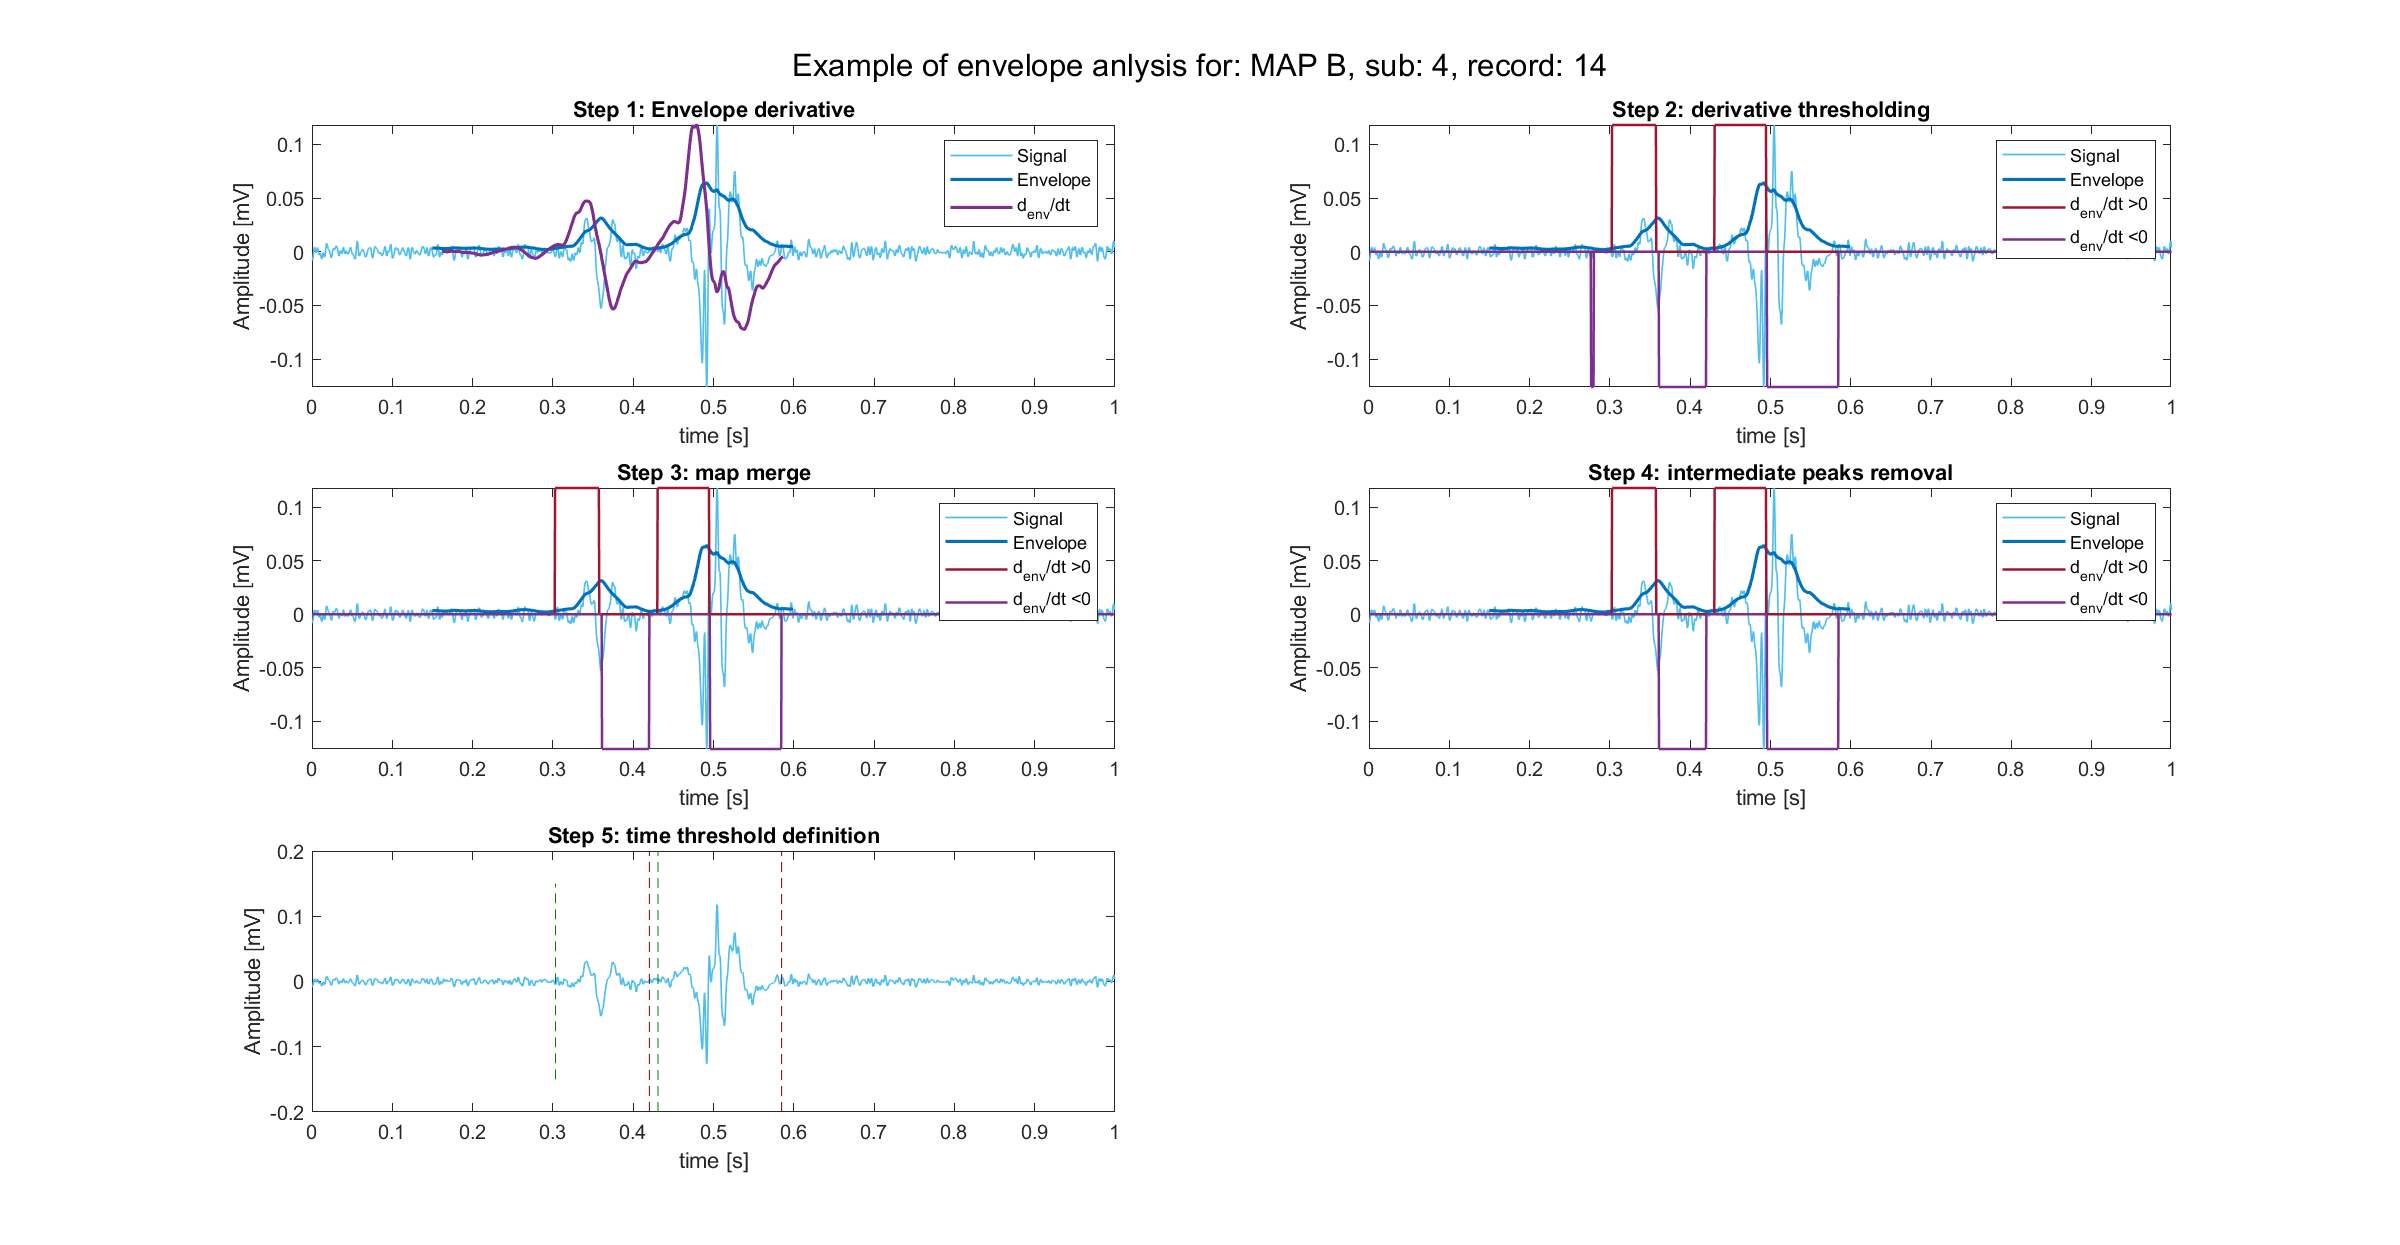 Example of envelope anlysis for: MAP B, sub: 4, record: 14
Step 1: Envelope derivative
Amplitude [mV]
0.1
0.05
0
-0.05
-0.1
Signal
Envelope
d_env/dt
0 0.1 0.2 0.3 0.4 0.5 0.6 0.7 0.8 0.9 1
time [s]
Step 2: derivative thresholding
Amplitude [mV]
0.1
0.05
0
-0.05
-0.1
Signal
Envelope
d_env/dt >0
d_env/dt <0
0 0.1 0.2 0.3 0.4 0.5 0.6 0.7 0.8 0.9 1
time [s]
Step 3: map merge
Amplitude [mV]
0.1
0.05
0
-0.05
-0.1
Signal
Envelope
d_env/dt >0
d_env/dt <0
0 0.1 0.2 0.3 0.4 0.5 0.6 0.7 0.8 0.9 1
time [s]
Step 4: intermediate peaks removal
Amplitude [mV]
0.1
0.05
0
-0.05
-0.1
Signal
Envelope
d_env/dt >0
d_env/dt <0
0 0.1 0.2 0.3 0.4 0.5 0.6 0.7 0.8 0.9 1
time [s]
Step 5: time threshold definition
Amplitude [mV]
0.2
0.1
0
-0.1
-0.2
0 0.1 0.2 0.3 0.4 0.5 0.6 0.7 0.8 0.9 1
time [s]